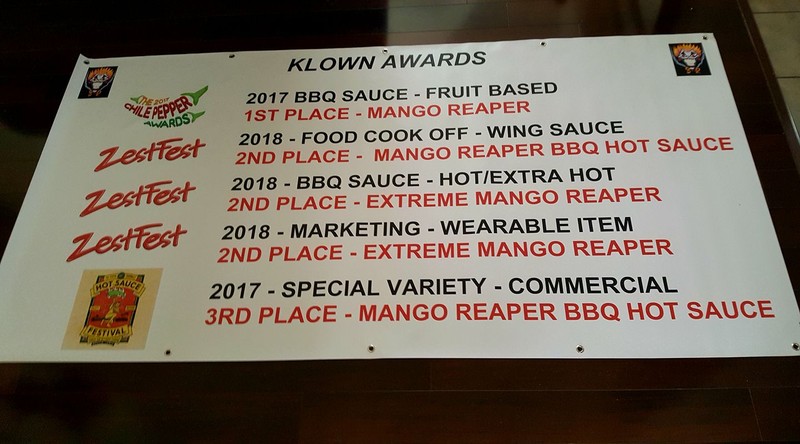 KLOWN AWARDS
THE 2017
CHILE PEPPER
AWARDS
2017 BBQ SAUCE - FRUIT BASED
1ST PLACE - MANGO REAPER
ZestFest
2018 - FOOD COOK OFF - WING SAUCE
2ND PLACE - MANGO REAPER BBQ HOT SAUCE
ZestFest
2018 - BBQ SAUCE - HOT/EXTRA HOT
2ND PLACE - EXTREME MANGO REAPER
ZestFest
2018 - MARKETING - WEARABLE ITEM
2ND PLACE - EXTREME MANGO REAPER
HOT SAUCE
FESTIVAL
2017 - SPECIAL VARIETY - COMMERCIAL
3RD PLACE - MANGO REAPER BBQ HOT SAUCE